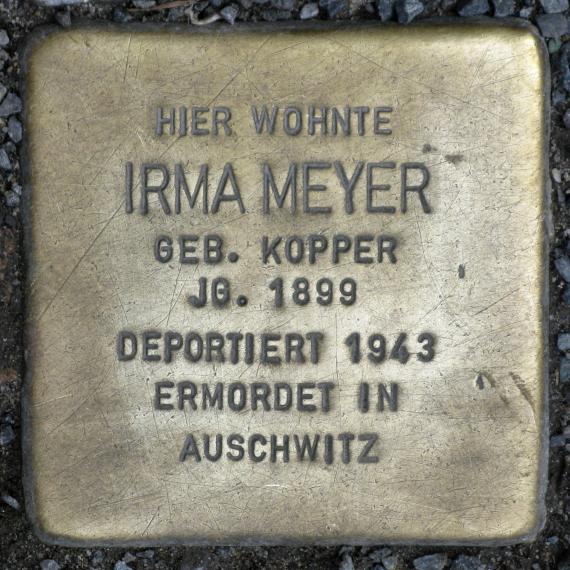 HIER WOHNTE
IRMA MEYER
GEB. KOPPER
JG. 1899
DEPORTIERT 1943
ERMORDET IN
AUSCHWITZ